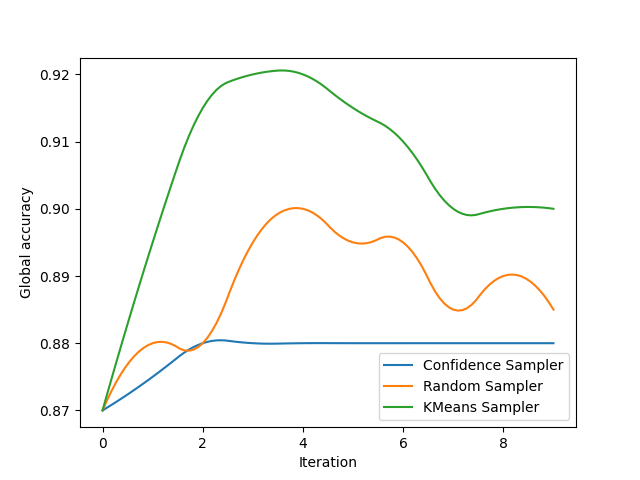 0.92
0.91
0.90
0.89
0.88
0.87
Global accuracy
0 2 4 6 8
Iteration
Confidence Sampler
Random Sampler
KMeans Sampler